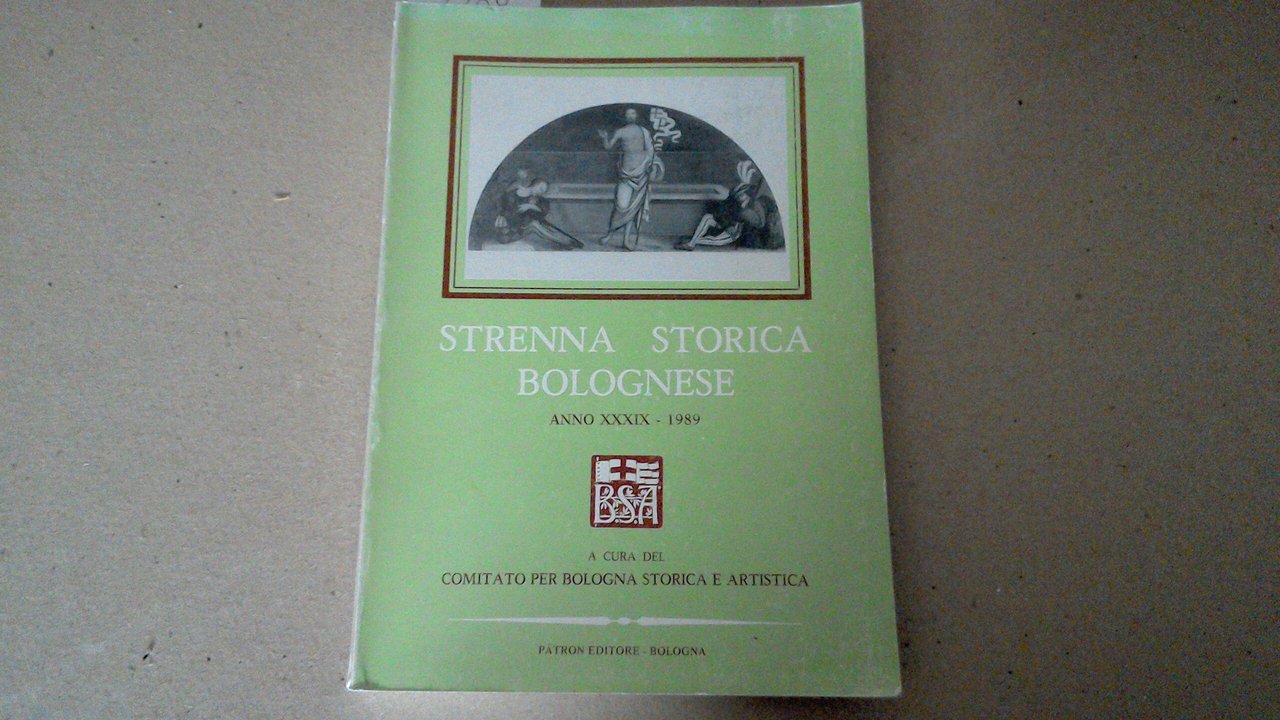 STRENNA STORICA
BOLOGNESE
ANNO XXXIX - 1989
B.S.A.
A CURA DEL
COMITATO PER BOLOGNA STORICA E ARTISTICA
PATRON EDITORE - BOLOGNA